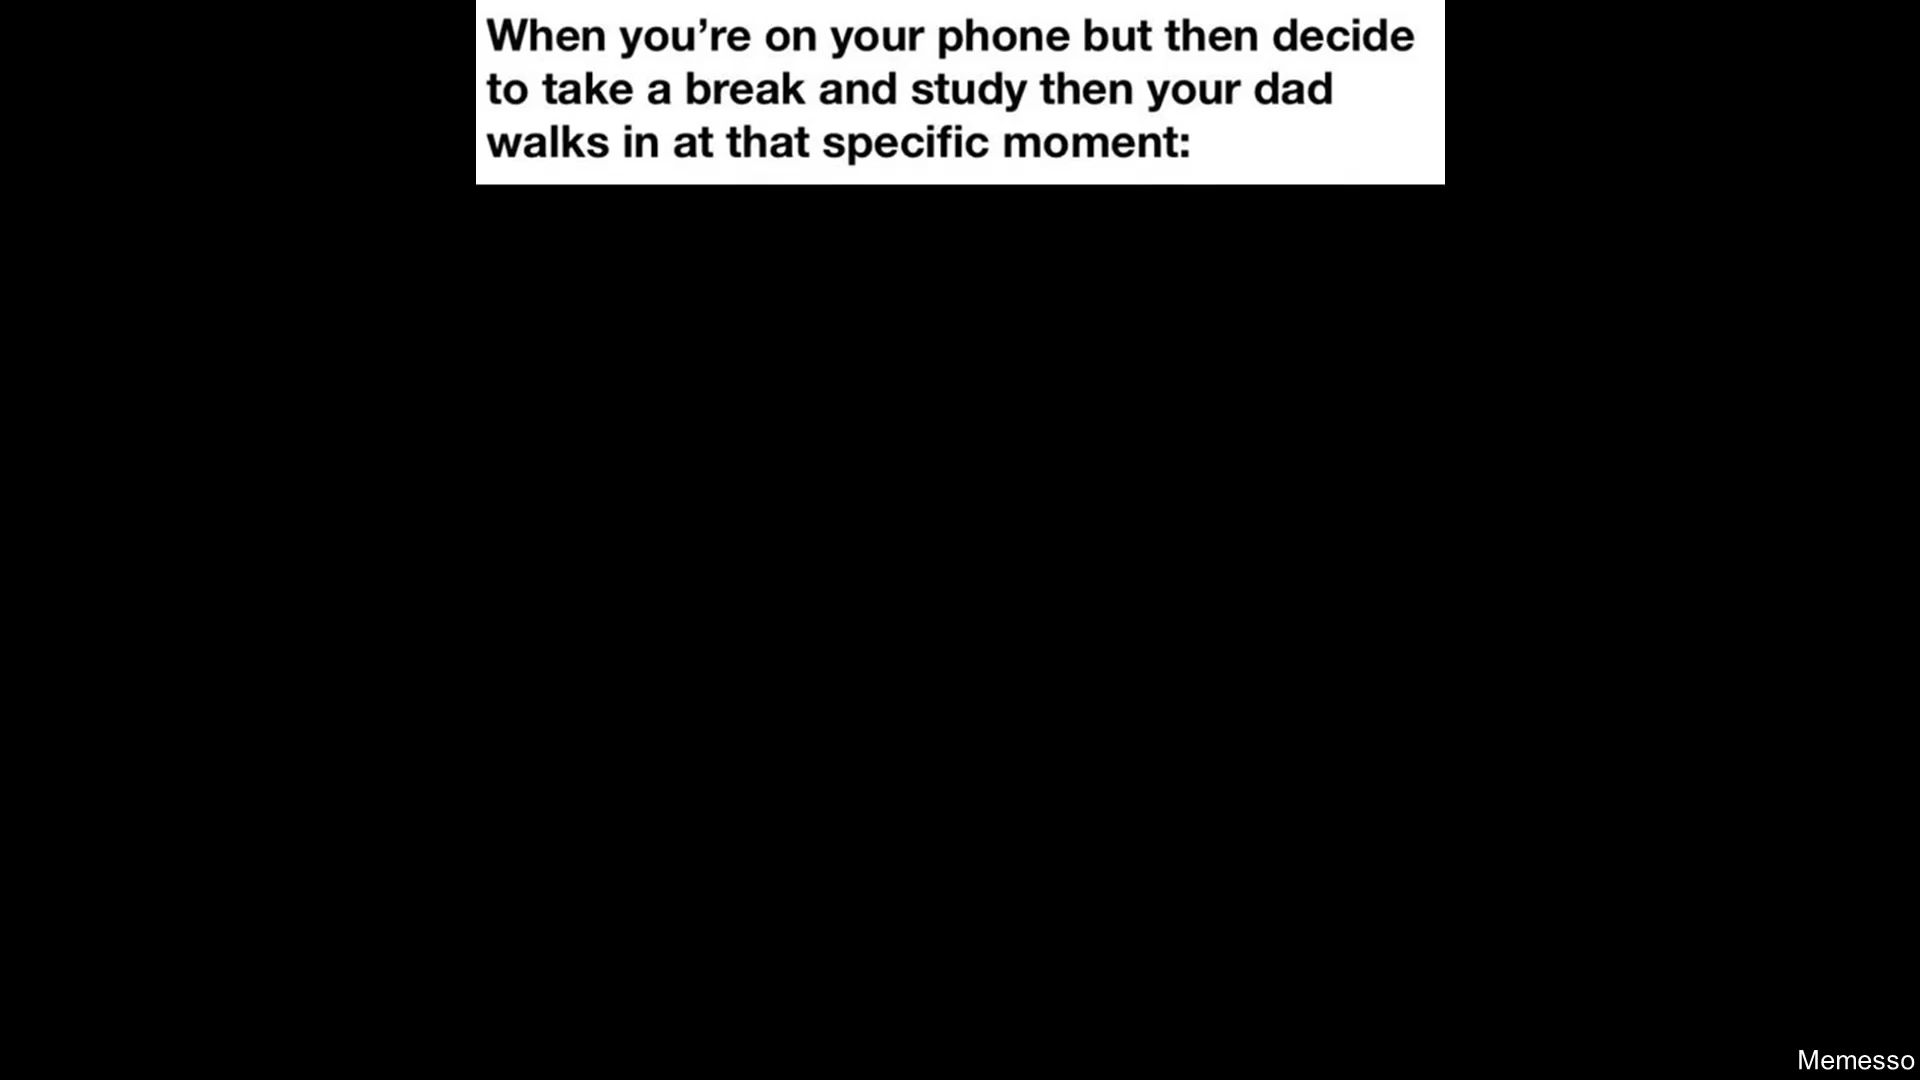 When you’re on your phone but then decide
to take a break and study then your dad
walks in at that specific moment:
Memesso